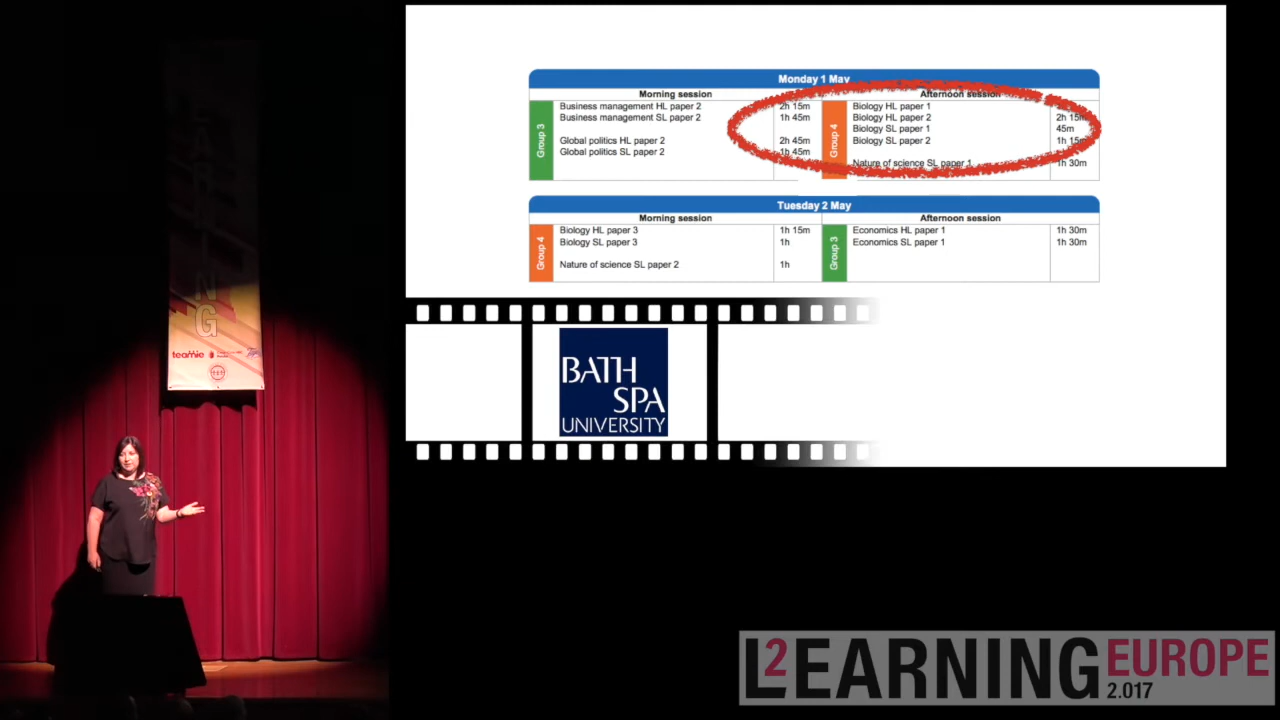 Monday 1 May
Morning session
Afternoon session
Group 3
Business management HL paper 2 2h 15m
Business management SL paper 2 1h 45m
Global politics HL paper 2 2h 45m
Global politics SL paper 2 1h 45m
Group 4
Biology HL paper 1
Biology HL paper 2 2h 15m
Biology SL paper 1 45m
Biology SL paper 2 1h 15m
Nature of science SL paper 1 1h 30m
Tuesday 2 May
Morning session
Afternoon session
Group 4
Biology HL paper 3 1h 15m
Biology SL paper 3 1h
Nature of science SL paper 2 1h
Group 3
Economics HL paper 1 1h 30m
Economics SL paper 1 1h 30m
NG
teamie
BATH
SPA
UNIVERSITY
L2EARNING EUROPE
2.017